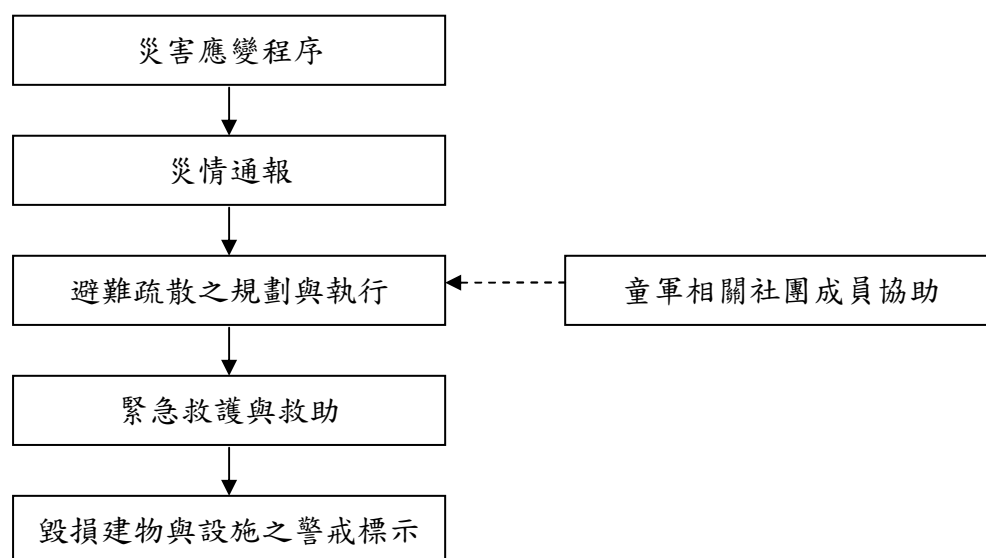 災害應變程序
災情通報
避難疏散之規劃與執行
童軍相關社團成員協助
緊急救護與救助
毀損建物與設施之警戒標示